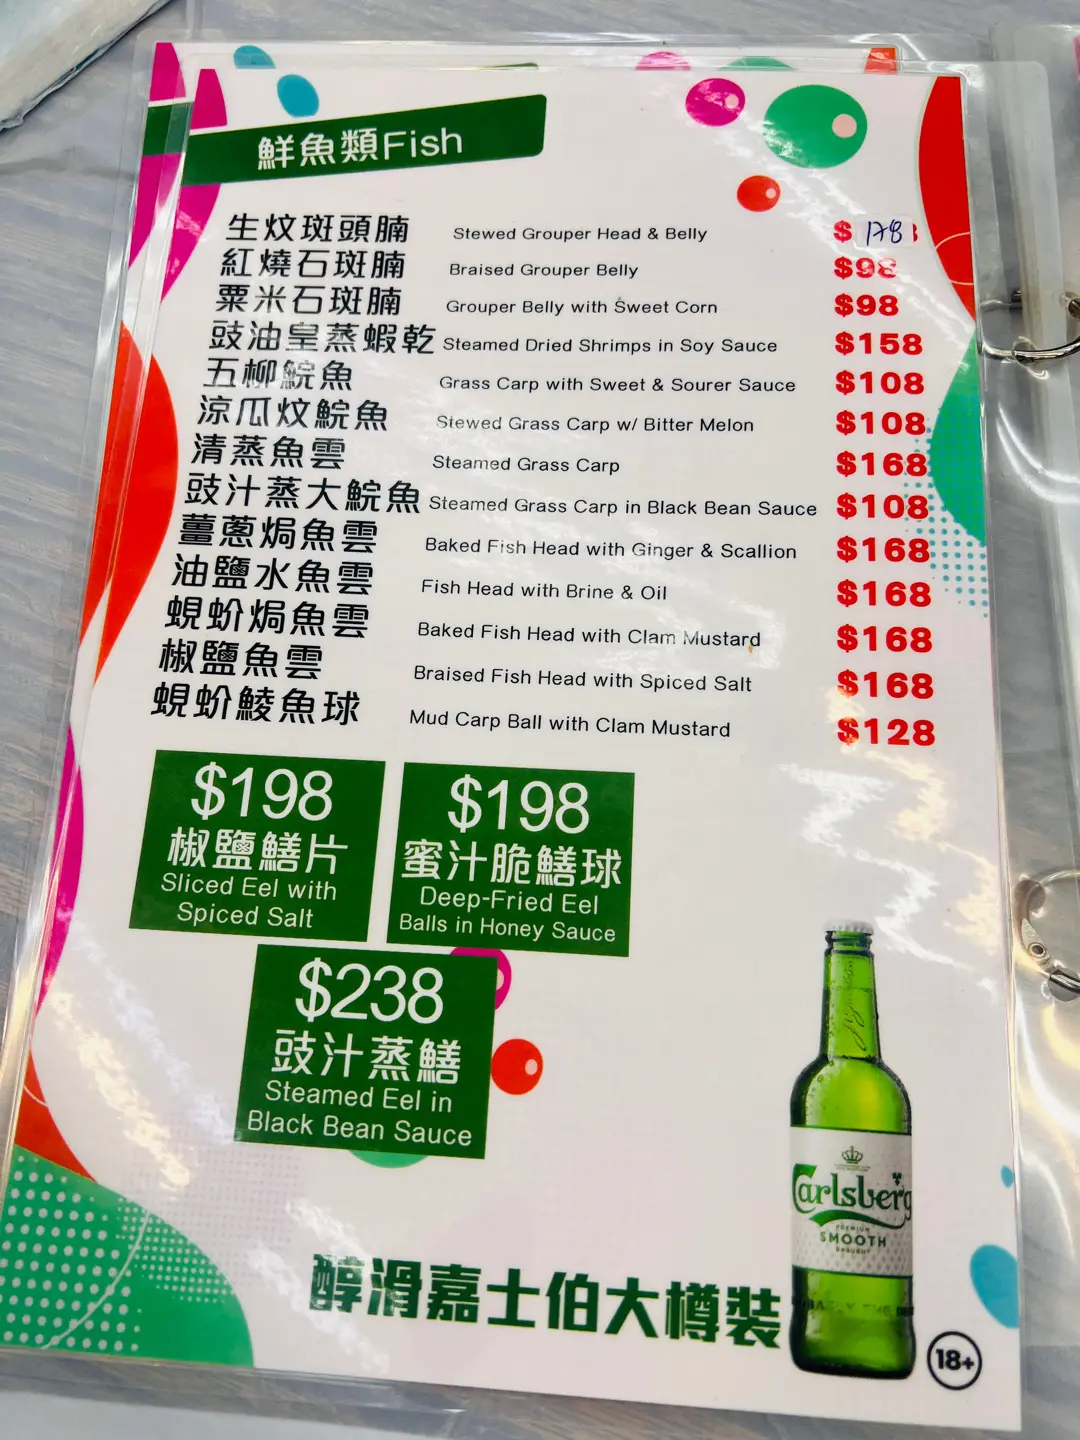 鮮魚類Fish
生炆斑頭腩 Stewed Grouper Head & Belly $ 178
紅燒石斑腩 Braised Grouper Belly $98
粟米石斑腩 Grouper Belly with Sweet Corn $98
豉油皇蒸蝦乾 Steamed Dried Shrimps in Soy Sauce $158
五柳鯇魚 Grass Carp with Sweet & Sourer Sauce $108
涼瓜炆鯇魚 Stewed Grass Carp w/ Bitter Melon $108
清蒸魚雲 Steamed Grass Carp $168
豉汁蒸大鯇魚 Steamed Grass Carp in Black Bean Sauce $108
薑蔥焗魚雲 Baked Fish Head with Ginger & Scallion $168
油鹽水魚雲 Fish Head with Brine & Oil $168
蜆蚧焗魚雲 Baked Fish Head with Clam Mustard $168
椒鹽魚雲 Braised Fish Head with Spiced Salt $168
蜆蚧鯪魚球 Mud Carp Ball with Clam Mustard $128
$198
椒鹽鱔片
Sliced Eel with
Spiced Salt
$198
蜜汁脆鱔球
Deep-Fried Eel
Balls in Honey Sauce
$238
豉汁蒸鱔
Steamed Eel in
Black Bean Sauce
Carlsberg
PREMIUM
SMOOTH
DRAUGHT
醇滑嘉士伯大樽裝
18+